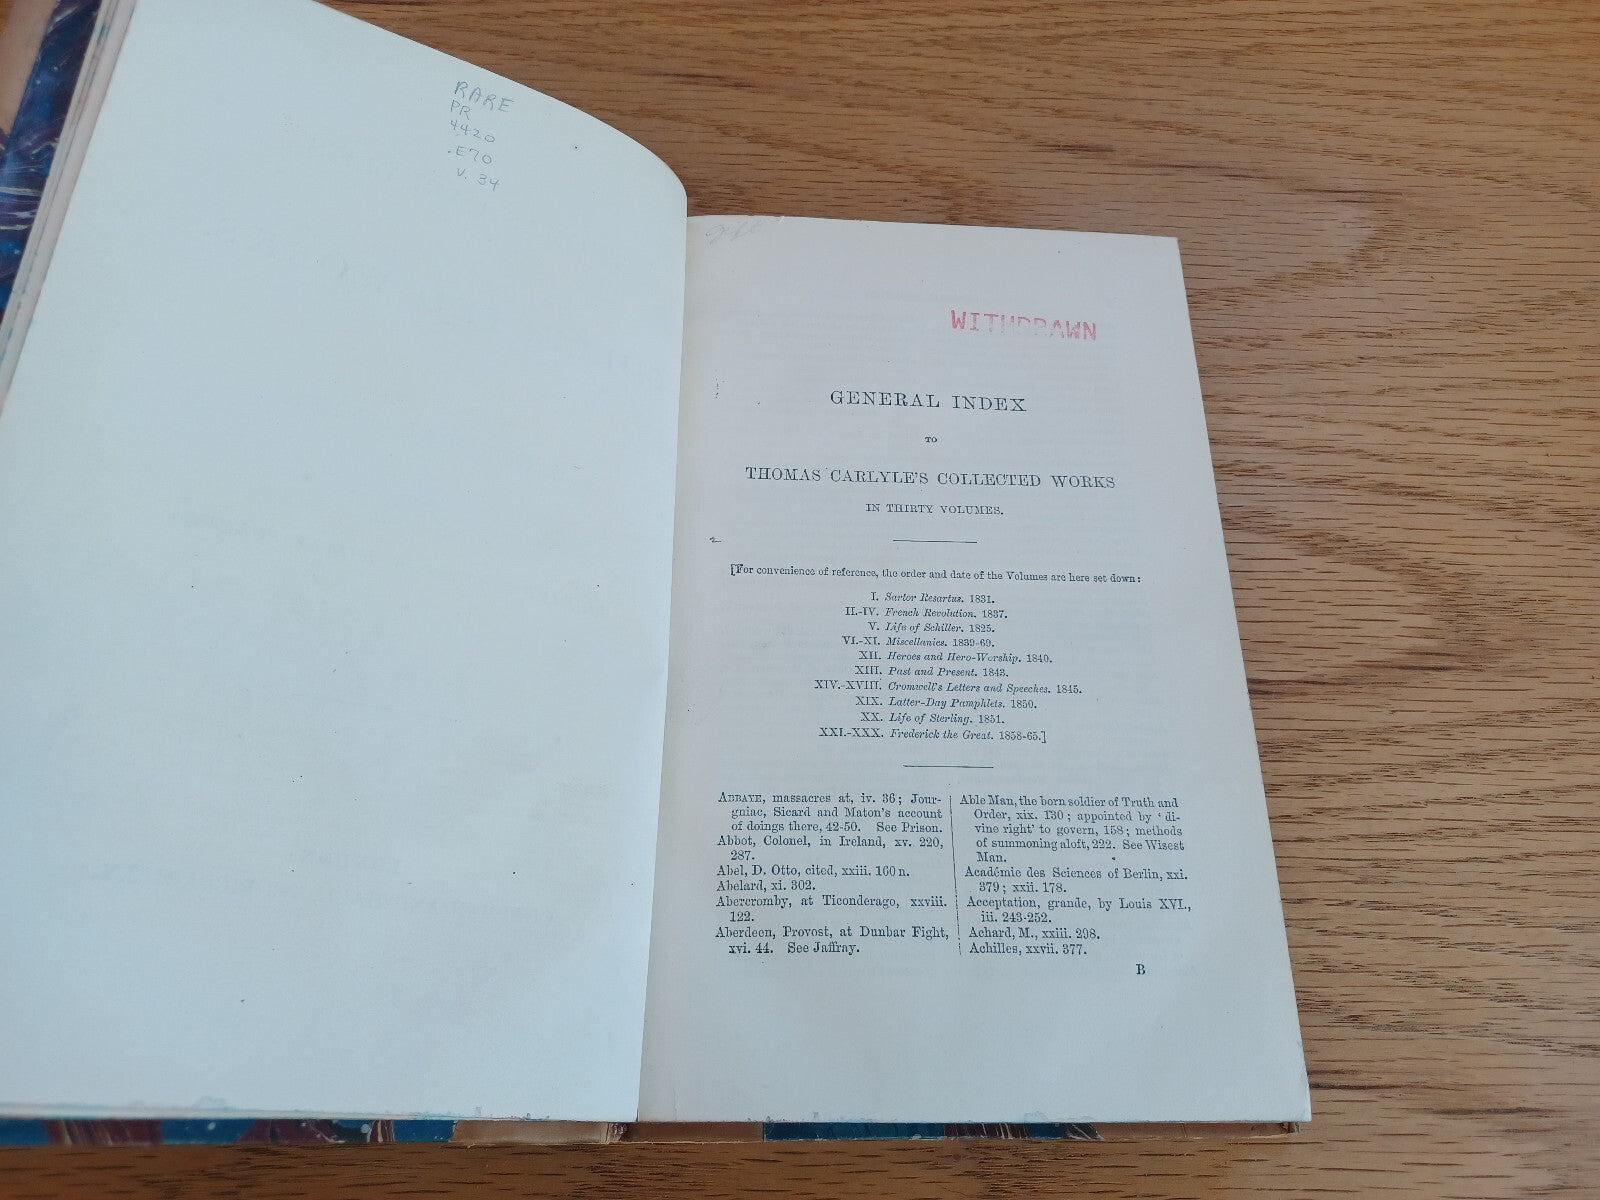 RARE
PR
4420
.E70
V. 34
WITHDRAWN
GENERAL INDEX
TO
THOMAS CARLYLE'S COLLECTED WORKS
IN THIRTY VOLUMES.
[For convenience of reference, the order and date of the Volumes are here set down:
I. Sartor Resartus. 1831.
II.-IV. French Revolution. 1837.
V. Life of Schiller. 1825.
VI.-XI. Miscellanies. 1839-69.
XII. Heroes and Hero-Worship. 1840.
XIII. Past and Present. 1843.
XIV.-XVIII. Cromwell's Letters and Speeches. 1845.
XIX. Latter-Day Pamphlets. 1850.
XX. Life of Sterling. 1851.
XXI.-XXX. Frederick the Great. 1858-65.]
ABBAYE, massacres at, iv. 36; Jour-
gniac, Sicard and Maton's account
of doings there, 42-50. See Prison.
Abbot, Colonel, in Ireland, xv. 220,
287.
Abel, D. Otto, cited, xxiii. 160 n.
Abelard, xi. 302.
Abercromby, at Ticonderago, xxviii.
122.
Aberdeen, Provost, at Dunbar Fight,
xvi. 44. See Jaffray.
Able Man, the born soldier of Truth and
Order, xix. 130; appointed by 'di-
vine right' to govern, 158; methods
of summoning aloft, 222. See Wisest
Man.
Académie des Sciences of Berlin, xxi.
379; xxii. 178.
Acceptation, grande, by Louis XVI.,
iii. 243-252.
Achard, M., xxiii. 298.
Achilles, xxvii. 377.
B